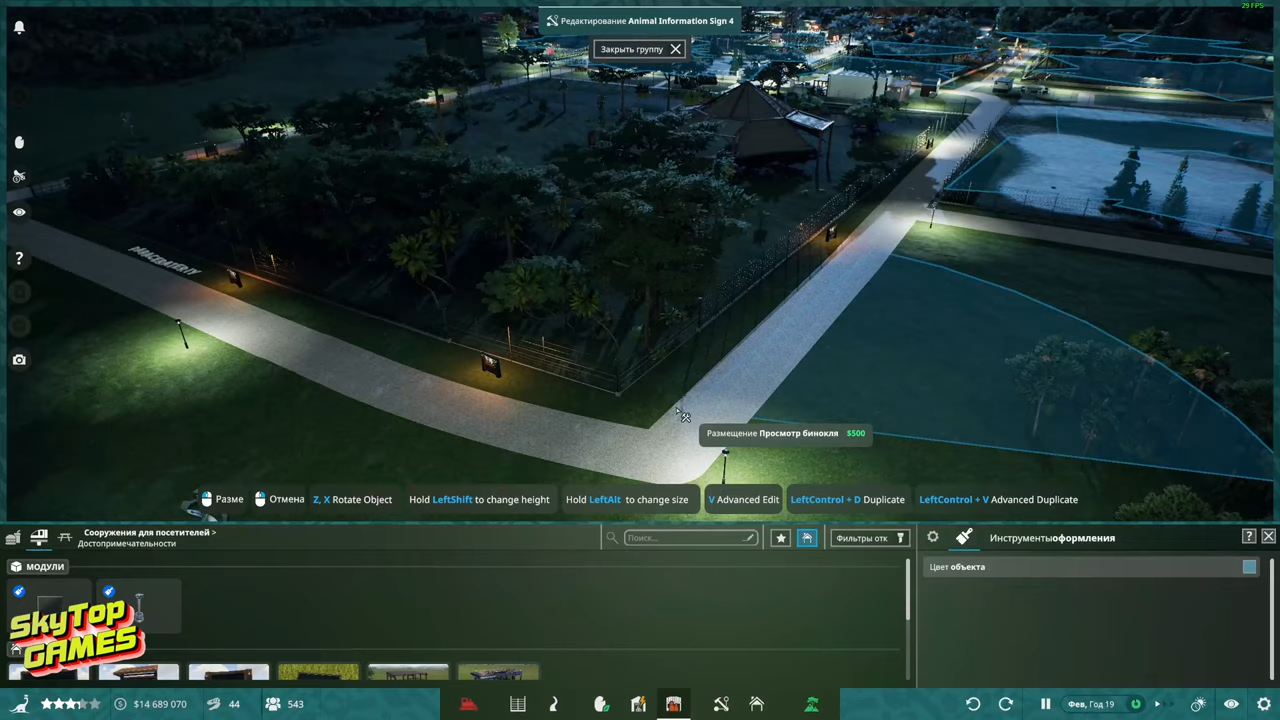 29 FPS
Редактирование Animal Information Sign 4
Закрыть группу
Размещение Просмотр бинокля $500
Разме
Отмена
Z, X Rotate Object
Hold LeftShift to change height
Hold LeftAlt to change size
V Advanced Edit
LeftControl + D Duplicate
LeftControl + V Advanced Duplicate
Сооружения для посетителей >
Достопримечательности
Поиск...
Фильтры отк
Инструментыоформления
?
МОДУЛИ
Цвет объекта
SkyTop
GAMES
$14 689 070
44
543
Фев, Год 19